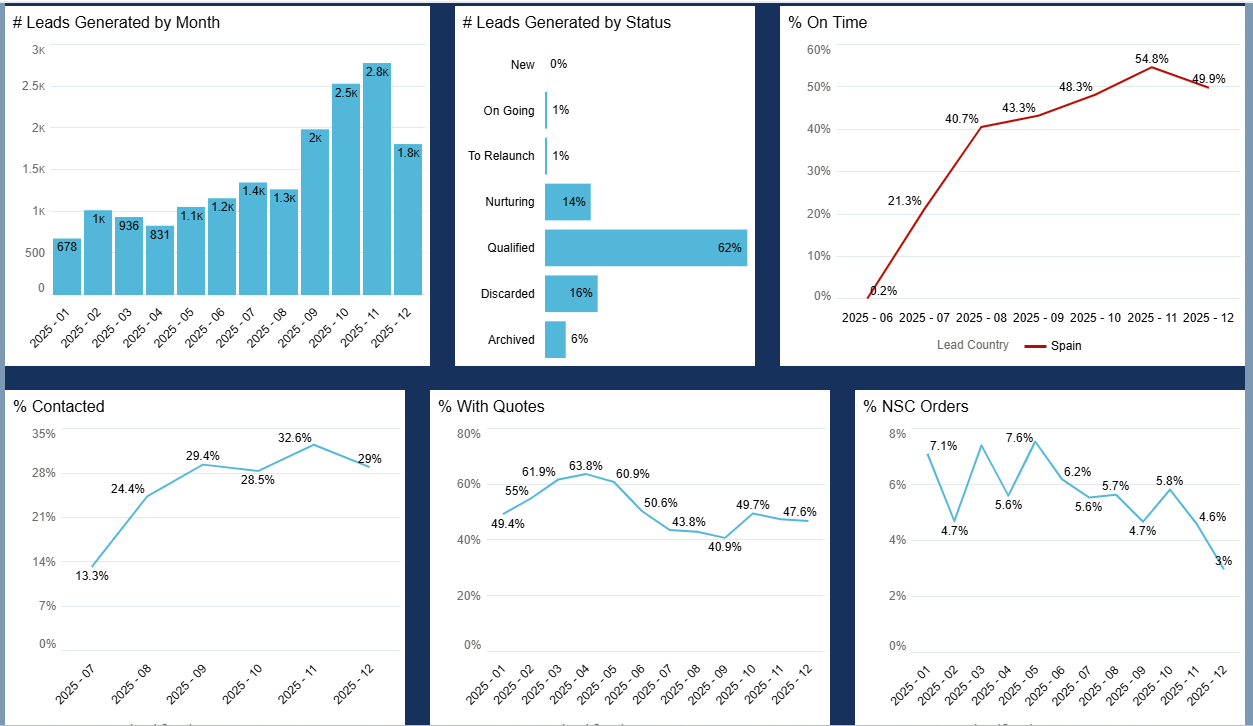 # Leads Generated by Month
3K
2.5K
2K
1.5K
1K
500
0
678
1K
936
831
1.1K
1.2K
1.4K
1.3K
2K
2.5K
2.8K
1.8K
2025 - 01
2025 - 02
2025 - 03
2025 - 04
2025 - 05
2025 - 06
2025 - 07
2025 - 08
2025 - 09
2025 - 10
2025 - 11
2025 - 12
# Leads Generated by Status
New 0%
On Going 1%
To Relaunch 1%
Nurturing 14%
Qualified 62%
Discarded 16%
Archived 6%
% On Time
60%
50%
40%
30%
20%
10%
0%
0.2%
21.3%
40.7%
43.3%
48.3%
54.8%
49.9%
2025 - 06
2025 - 07
2025 - 08
2025 - 09
2025 - 10
2025 - 11
2025 - 12
Lead Country Spain
% Contacted
35%
28%
21%
14%
7%
0%
13.3%
24.4%
29.4%
28.5%
32.6%
29%
2025 - 07
2025 - 08
2025 - 09
2025 - 10
2025 - 11
2025 - 12
% With Quotes
80%
60%
40%
20%
0%
49.4%
55%
61.9%
63.8%
60.9%
50.6%
43.8%
40.9%
49.7%
47.6%
2025 - 01
2025 - 02
2025 - 03
2025 - 04
2025 - 05
2025 - 06
2025 - 07
2025 - 08
2025 - 09
2025 - 10
2025 - 11
2025 - 12
% NSC Orders
8%
6%
4%
2%
0%
7.1%
4.7%
5.6%
7.6%
6.2%
5.6%
5.7%
4.7%
5.8%
4.6%
3%
2025 - 01
2025 - 02
2025 - 03
2025 - 04
2025 - 05
2025 - 06
2025 - 07
2025 - 08
2025 - 09
2025 - 10
2025 - 11
2025 - 12